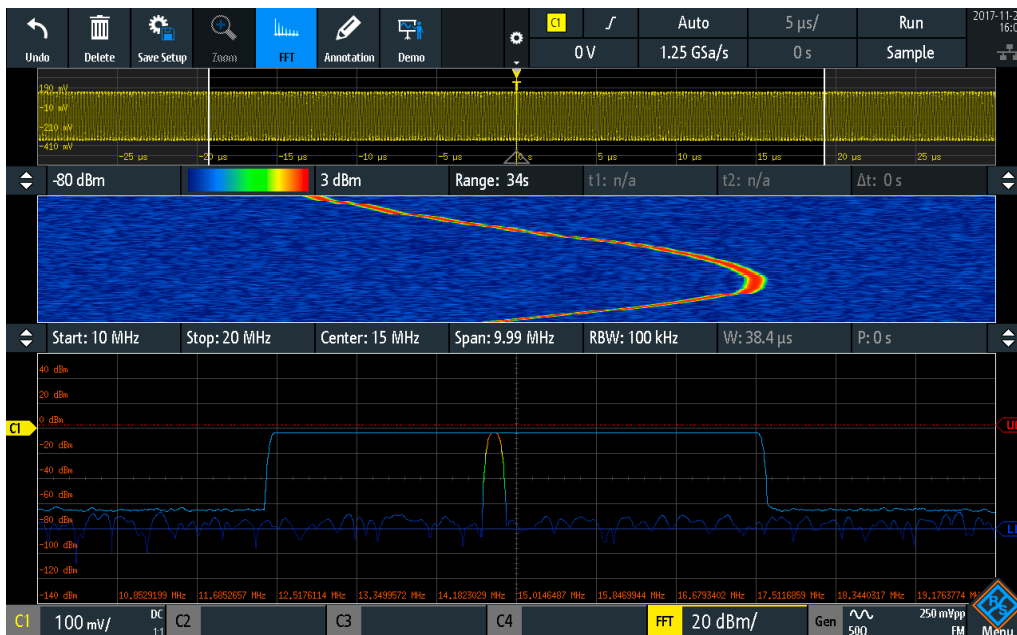 C1 Auto 5 µs/ Run
Undo Delete Save Setup Zoom FFT Annotation Demo
0 V 1.25 GSa/s 0 s Sample
190 mV
-10 mV
-210 mV
-410 mV
-25 µs -20 µs -15 µs -10 µs -5 µs 0 s 5 µs 10 µs 15 µs 20 µs 25 µs
-80 dBm 3 dBm Range: 34s t1: n/a t2: n/a Δt: 0 s
Start: 10 MHz Stop: 20 MHz Center: 15 MHz Span: 9.99 MHz RBW: 100 kHz W: 38.4 µs P: 0 s
40 dBm
20 dBm
0 dBm
C1
-20 dBm
-40 dBm
-60 dBm
-80 dBm
-100 dBm
-120 dBm
-140 dBm 10.8529199 MHz 11.6852657 MHz 12.5176114 MHz 13.3499572 MHz 14.1823029 MHz 15.0146487 MHz 15.8469944 MHz 16.6793402 MHz 17.5116859 MHz 18.3440317 MHz 19.1763774
C1 100 mV/ DC 1:1 C2 C3 C4 FFT 20 dBm/ Gen 50Ω 250 mVpp FM Menu